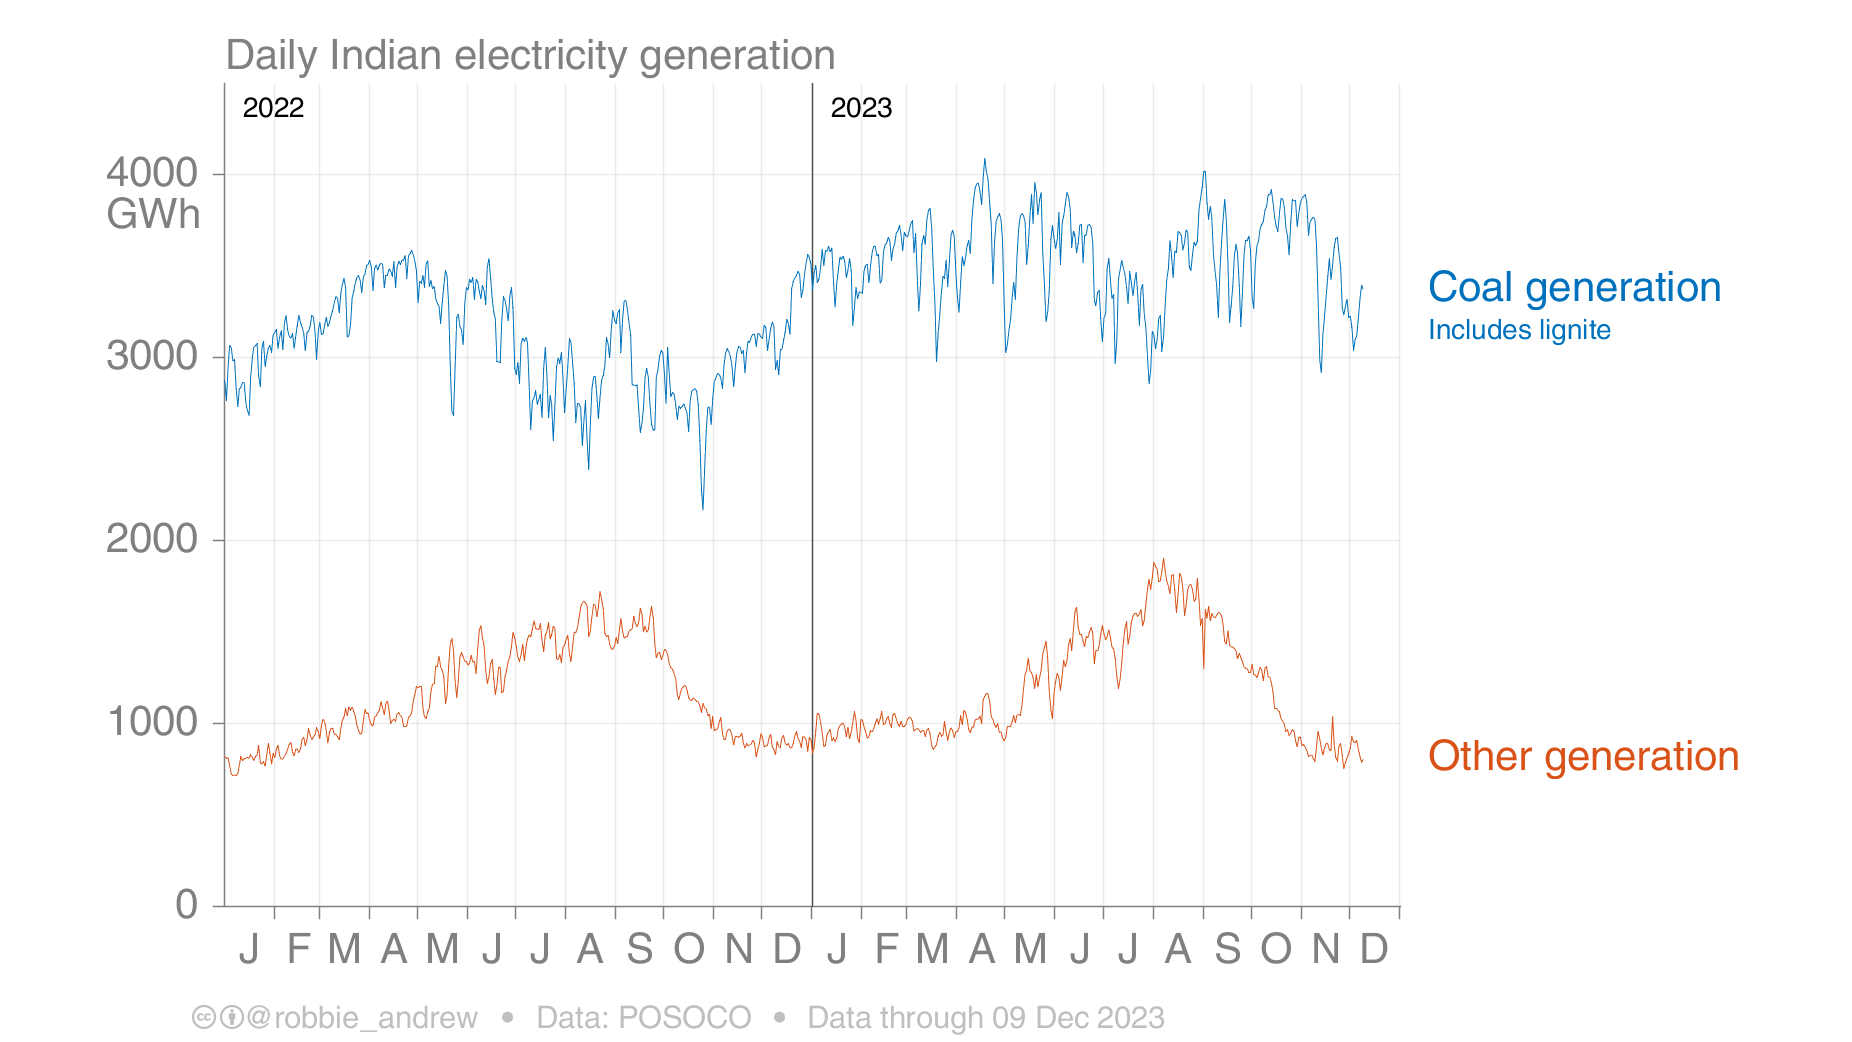 Daily Indian electricity generation
2022
2023
4000
GWh
3000
2000
1000
0
Coal generation
Includes lignite
Other generation
J F M A M J J A S O N D J F M A M J J A S O N D
@robbie_andrew • Data: POSOCO • Data through 09 Dec 2023